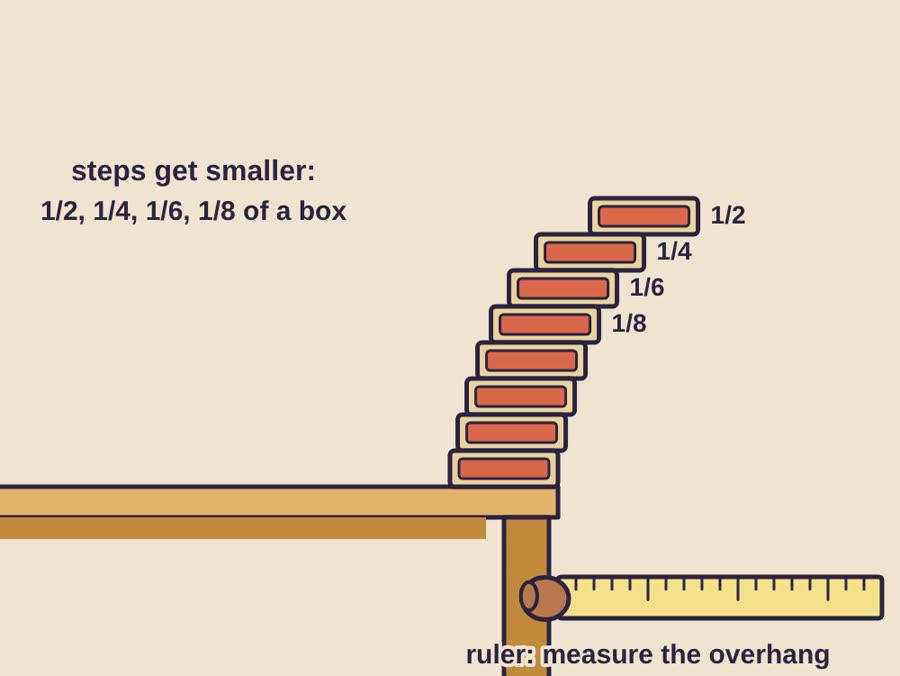 steps get smaller:
1/2, 1/4, 1/6, 1/8 of a box
1/2
1/4
1/6
1/8
ruler: measure the overhang